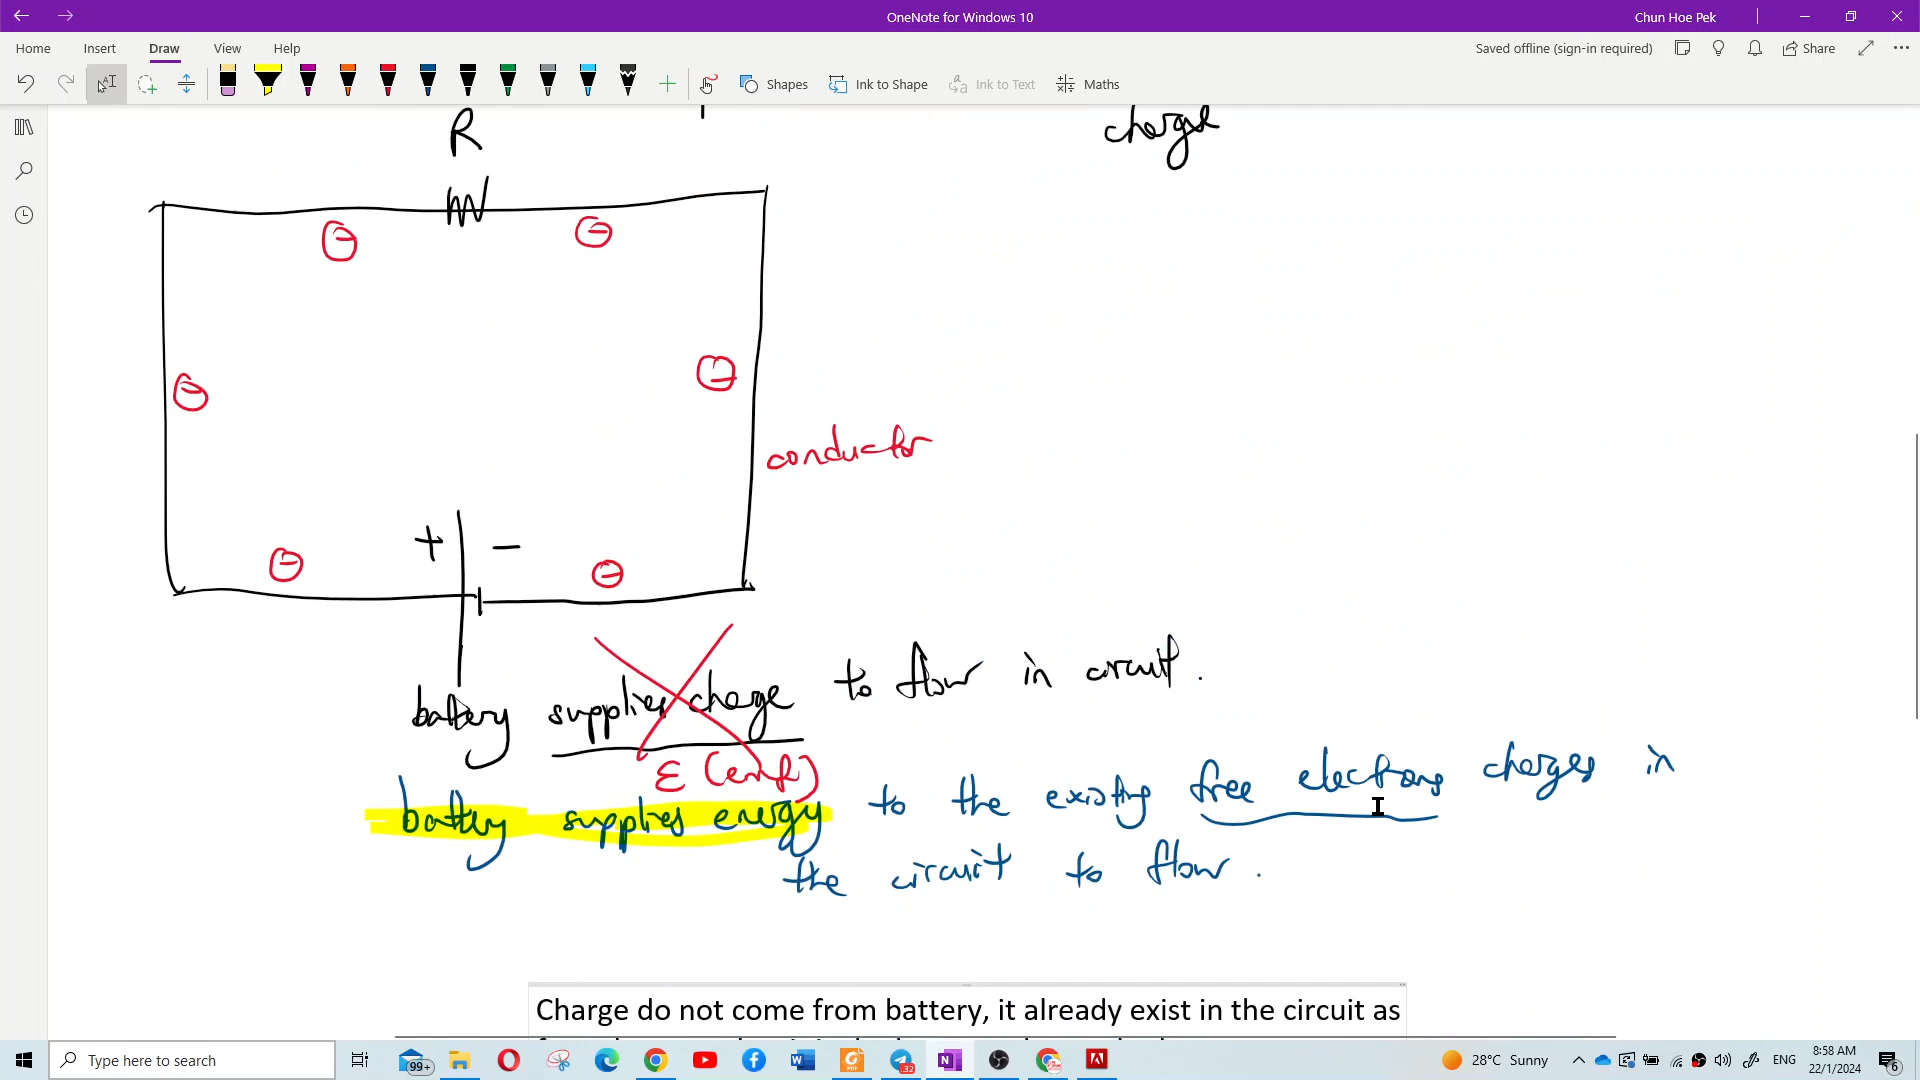 OneNote for Windows 10
Chun Hoe Pek
Home Insert Draw View Help
Saved offline (sign-in required)
Share
Shapes
Ink to Shape
Ink to Text
Maths
R
charge
conductor
+ -
battery supplies charge to flow in circuit.
ε (emf)
battery supplies energy to the existing free electrons charges in
the circuit to flow.
Charge do not come from battery, it already exist in the circuit as
Type here to search
99+
32
28°C Sunny
ENG
8:58 AM
22/1/2024
6